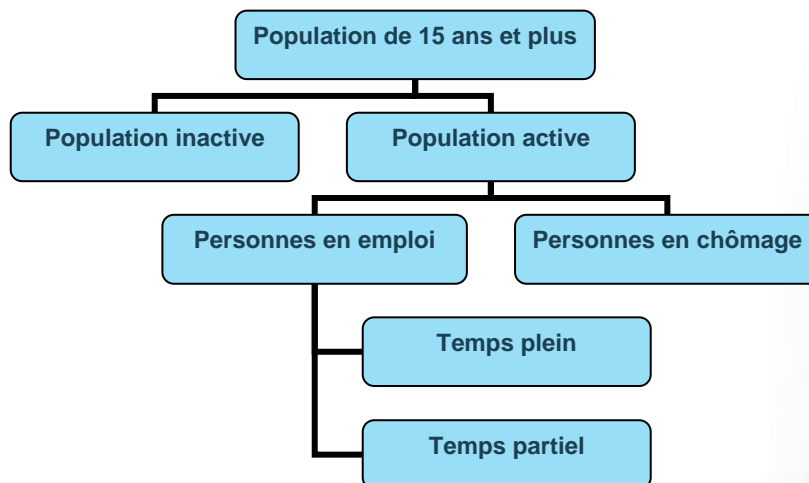 Population de 15 ans et plus
Population inactive
Population active
Personnes en emploi
Personnes en chômage
Temps plein
Temps partiel